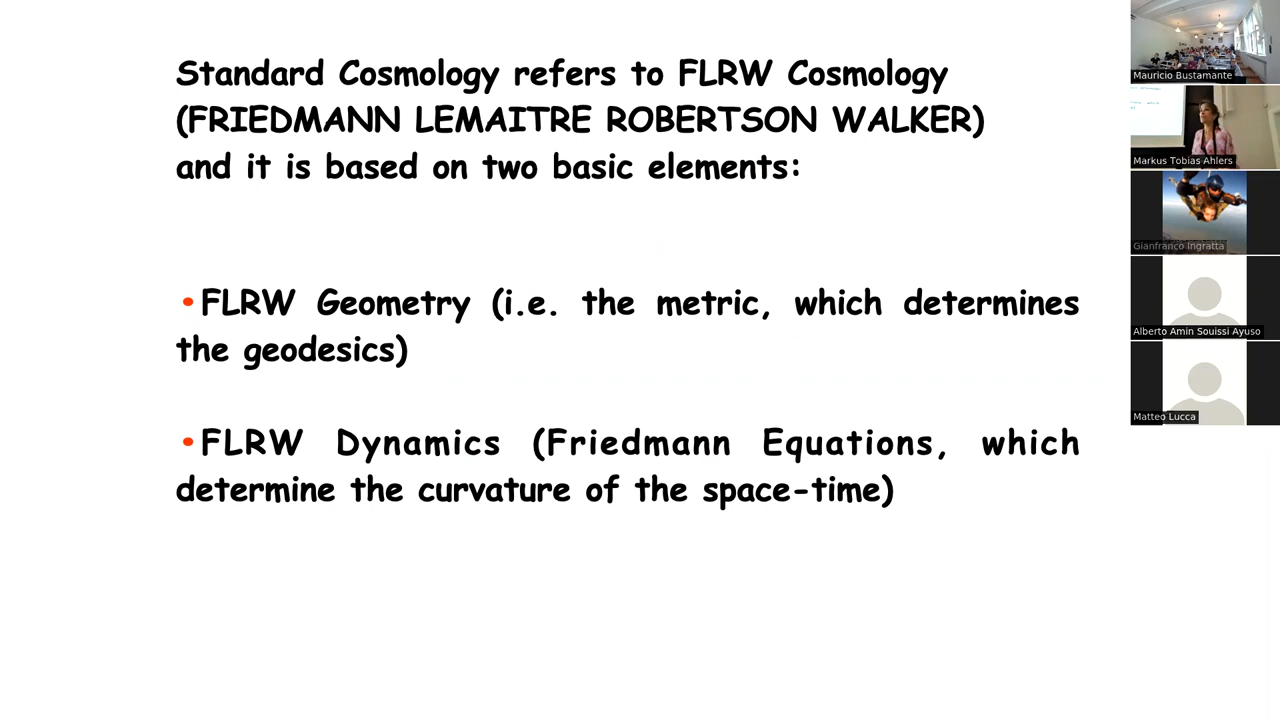 Standard Cosmology refers to FLRW Cosmology
(FRIEDMANN LEMAITRE ROBERTSON WALKER)
and it is based on two basic elements:
•FLRW Geometry (i.e. the metric, which determines
the geodesics)
•FLRW Dynamics (Friedmann Equations, which
determine the curvature of the space-time)
Mauricio Bustamante
Markus Tobias Ahlers
Gianfranco Ingratta
Alberto Amin Souissi Ayuso
Matteo Lucca